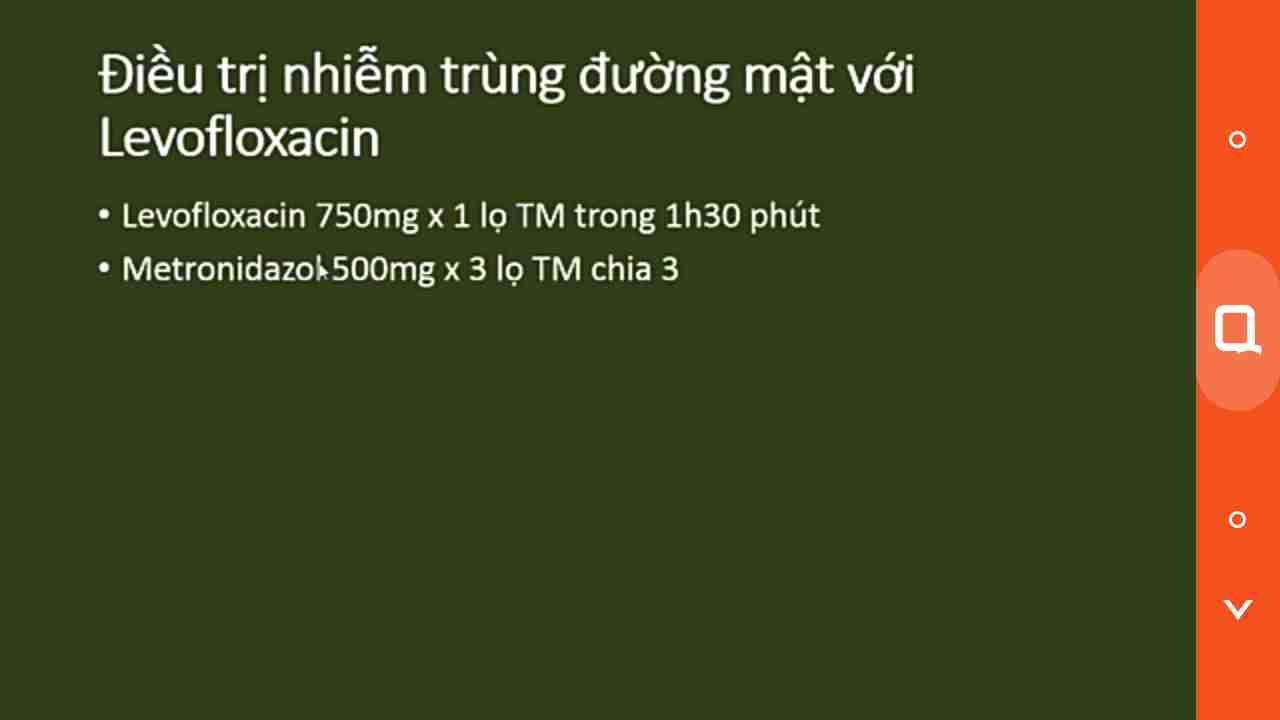 Điều trị nhiễm trùng đường mật với
Levofloxacin
• Levofloxacin 750mg x 1 lọ TM trong 1h30 phút
• Metronidazol 500mg x 3 lọ TM chia 3